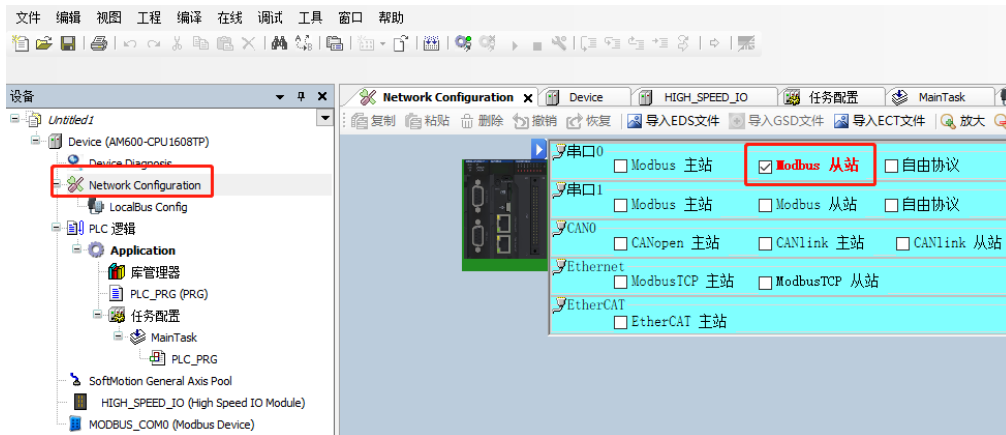 文件 编辑 视图 工程 编译 在线 调试 工具 窗口 帮助
设备
Network Configuration Device HIGH_SPEED_IO 任务配置 MainTask
复制 粘贴 删除 撤销 恢复 导入EDS文件 导入GSD文件 导入ECT文件 放大
Untitled1
Device (AM600-CPU1608TP)
Device Diagnosis
Network Configuration
LocalBus Config
PLC 逻辑
Application
库管理器
PLC_PRG (PRG)
任务配置
MainTask
PLC_PRG
SoftMotion General Axis Pool
HIGH_SPEED_IO (High Speed IO Module)
MODBUS_COM0 (Modbus Device)
串口0
Modbus 主站 Modbus 从站 自由协议
串口1
Modbus 主站 Modbus 从站 自由协议
CAN0
CANopen 主站 CANlink 主站 CANlink 从站
Ethernet
ModbusTCP 主站 ModbusTCP 从站
EtherCAT
EtherCAT 主站